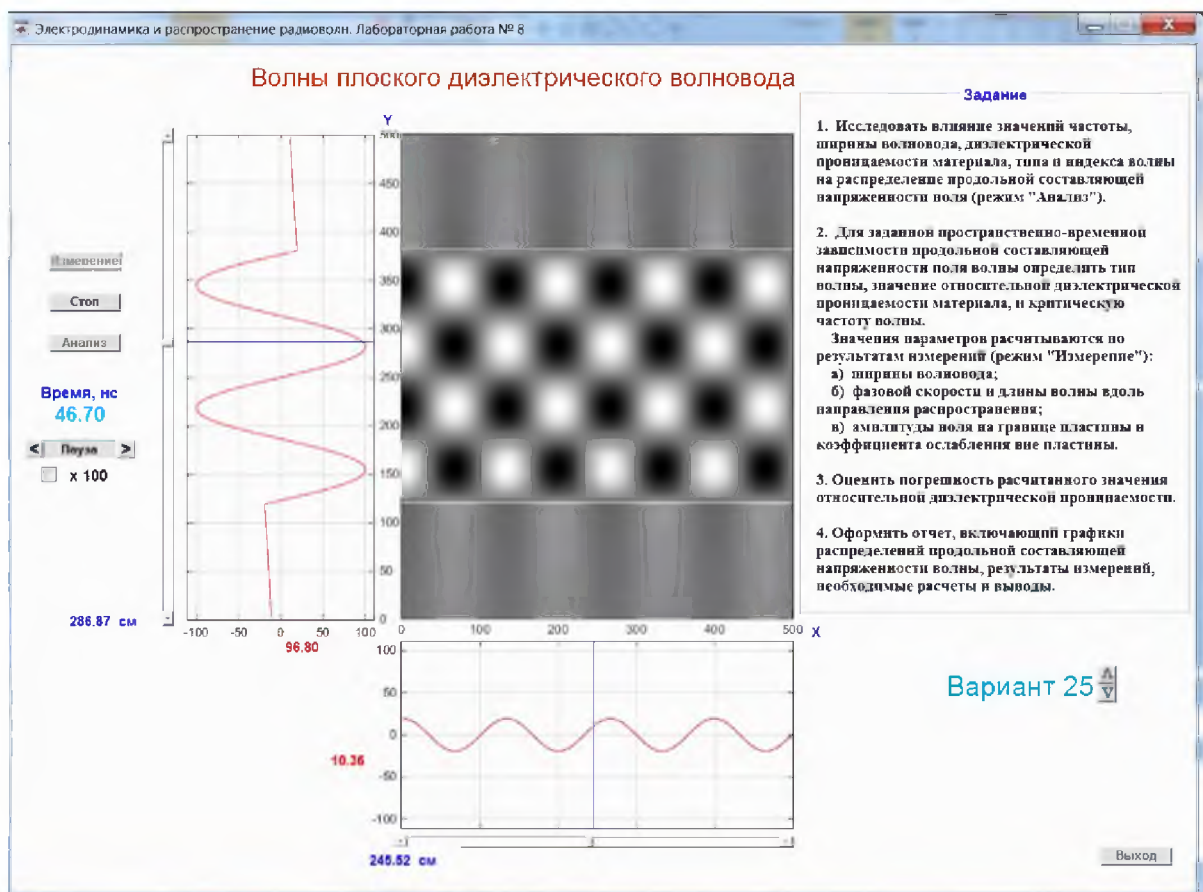 Электродинамика и распространение радиоволн. Лабораторная работа № 8
X
Волны плоского диэлектрического волновода
Измерение
Стоп
Анализ
Время, нс
46.70
< Пауза >
x 100
286.87 см
Y
500
450
400
350
300
250
200
150
100
50
0
-100 -50 0 50 100
96.80
0 100 200 300 400 500 X
100
50
0
-50
-100
10.36
245.52 см
Задание
1. Исследовать влияние значений частоты,
ширины волновода, диэлектрической
проницаемости материала, типа и индекса волны
на распределение продольной составляющей
напряженности поля (режим "Анализ").
2. Для заданной пространственно-временной
зависимости продольной составляющей
напряженности поля волны определить тип
волны, значение относительной диэлектрической
проницаемости материала, и критическую
частоту волны.
Значения параметров расчитываются по
результатам измерений (режим "Измерение"):
а) ширины волновода;
б) фазовой скорости и длины волны вдоль
направления распространения;
в) амплитуды поля на границе пластины и
коэффициента ослабления вне пластины.
3. Оценить погрешность расчитанного значения
относительной диэлектрической проницаемости.
4. Оформить отчет, включающий графики
распределений продольной составляющей
напряженности волны, результаты измерений,
необходимые расчеты и выводы.
Вариант 25
Выход